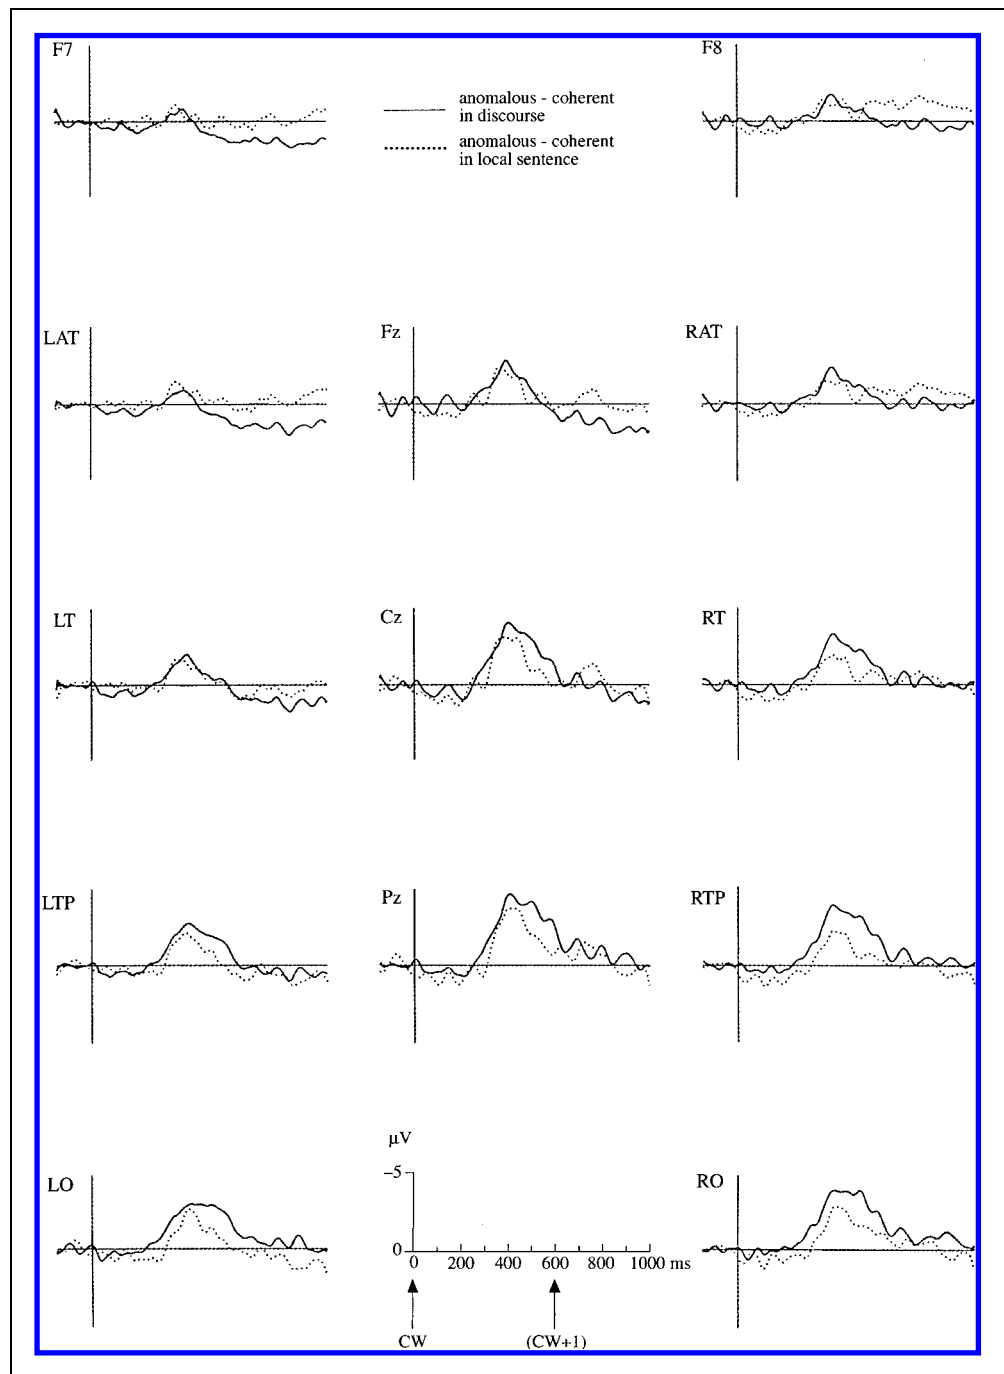 F7
F8
anomalous - coherent
in discourse
anomalous - coherent
in local sentence
LAT
Fz
RAT
LT
Cz
RT
LTP
Pz
RTP
LO
μV
RO
–5
0
0 200 400 600 800 1000 ms
CW (CW+1)